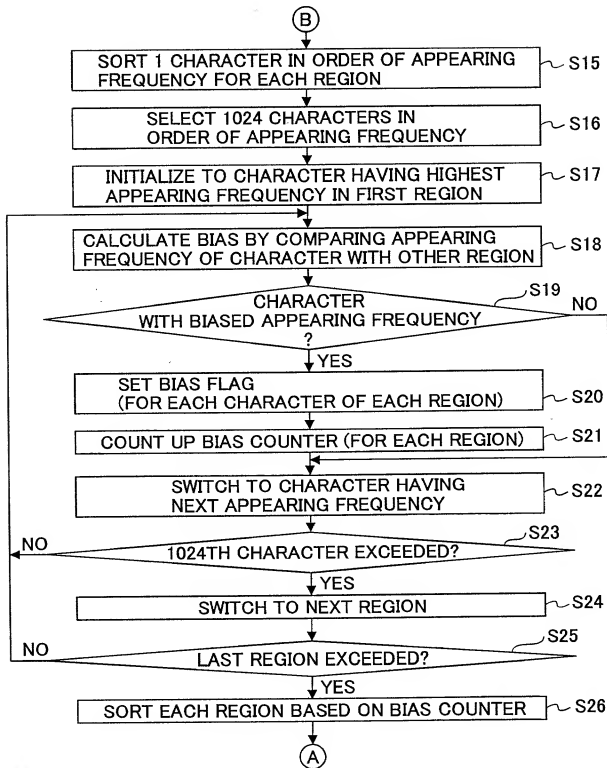 B
SORT 1 CHARACTER IN ORDER OF APPEARING
FREQUENCY FOR EACH REGION
S15
SELECT 1024 CHARACTERS IN
ORDER OF APPEARING FREQUENCY
S16
INITIALIZE TO CHARACTER HAVING HIGHEST
APPEARING FREQUENCY IN FIRST REGION
S17
CALCULATE BIAS BY COMPARING APPEARING
FREQUENCY OF CHARACTER WITH OTHER REGION
S18
S19
CHARACTER
WITH BIASED APPEARING FREQUENCY
?
NO
YES
SET BIAS FLAG
(FOR EACH CHARACTER OF EACH REGION)
S20
COUNT UP BIAS COUNTER (FOR EACH REGION)
S21
SWITCH TO CHARACTER HAVING
NEXT APPEARING FREQUENCY
S22
S23
NO
1024TH CHARACTER EXCEEDED?
YES
SWITCH TO NEXT REGION
S24
S25
NO
LAST REGION EXCEEDED?
YES
SORT EACH REGION BASED ON BIAS COUNTER
S26
A